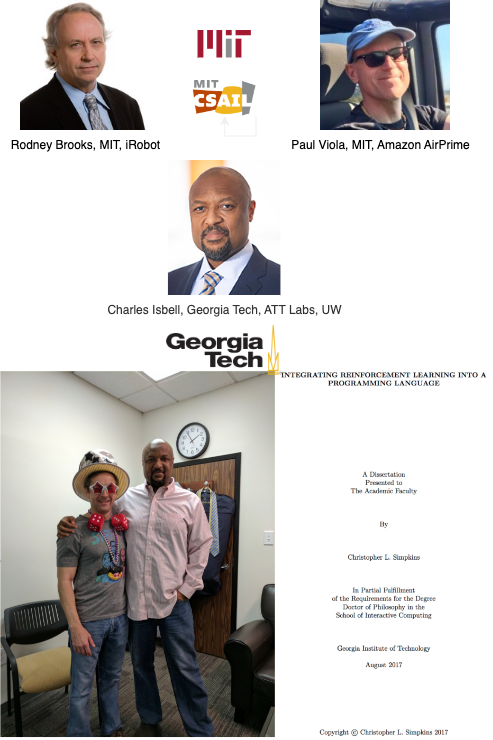 MIT
MIT
CSAIL
Rodney Brooks, MIT, iRobot
Paul Viola, MIT, Amazon AirPrime
Charles Isbell, Georgia Tech, ATT Labs, UW
Georgia
Tech
INTEGRATING REINFORCEMENT LEARNING INTO A
PROGRAMMING LANGUAGE
A Dissertation
Presented to
The Academic Faculty
By
Christopher L. Simpkins
In Partial Fulfillment
of the Requirements for the Degree
Doctor of Philosophy in the
School of Interactive Computing
Georgia Institute of Technology
August 2017
Copyright © Christopher L. Simpkins 2017